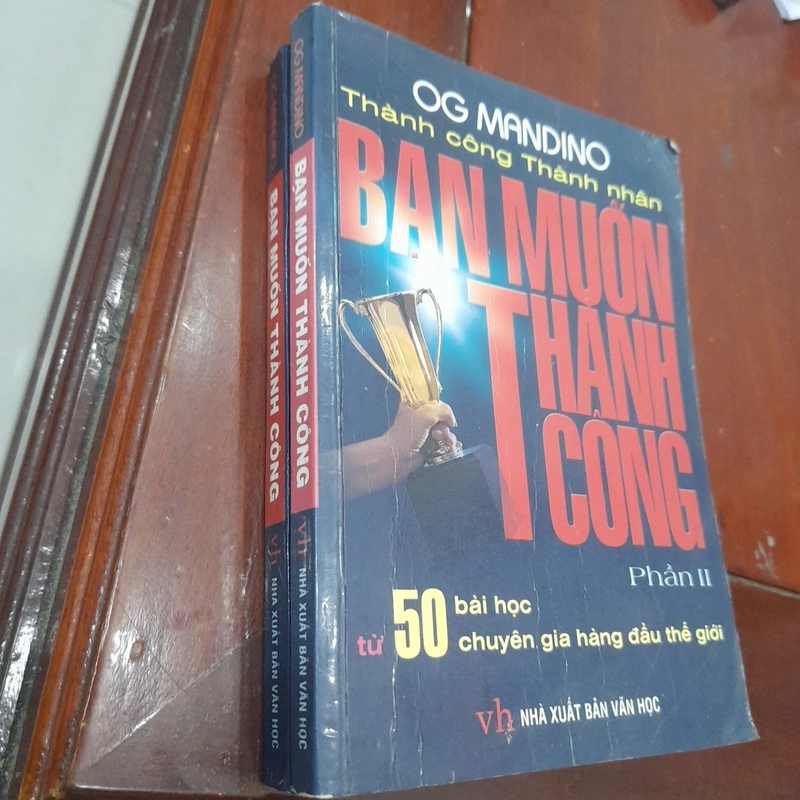 OG MANDINO
Thành công Thành nhân
BẠN MUỐN
THÀNH
CÔNG
Phần II
từ 50 bài học
chuyên gia hàng đầu thế giới
vh NHÀ XUẤT BẢN VĂN HỌC
OG MANDINO BẠN MUỐN THÀNH CÔNG vh NHÀ XUẤT BẢN VĂN HỌC
BẠN MUỐN THÀNH CÔNG vh NHÀ XUẤT BẢN VĂN HỌC